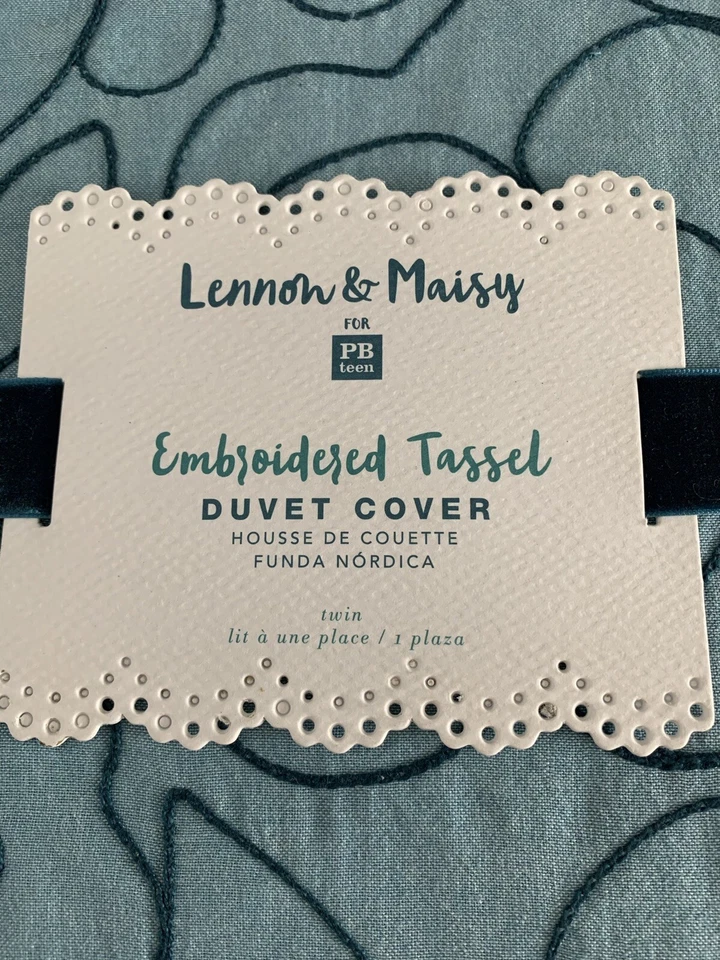 Lennon & Maisy
FOR
PB
teen
Embroidered Tassel
DUVET COVER
HOUSSE DE COUETTE
FUNDA NÓRDICA
twin
lit à une place / 1 plaza